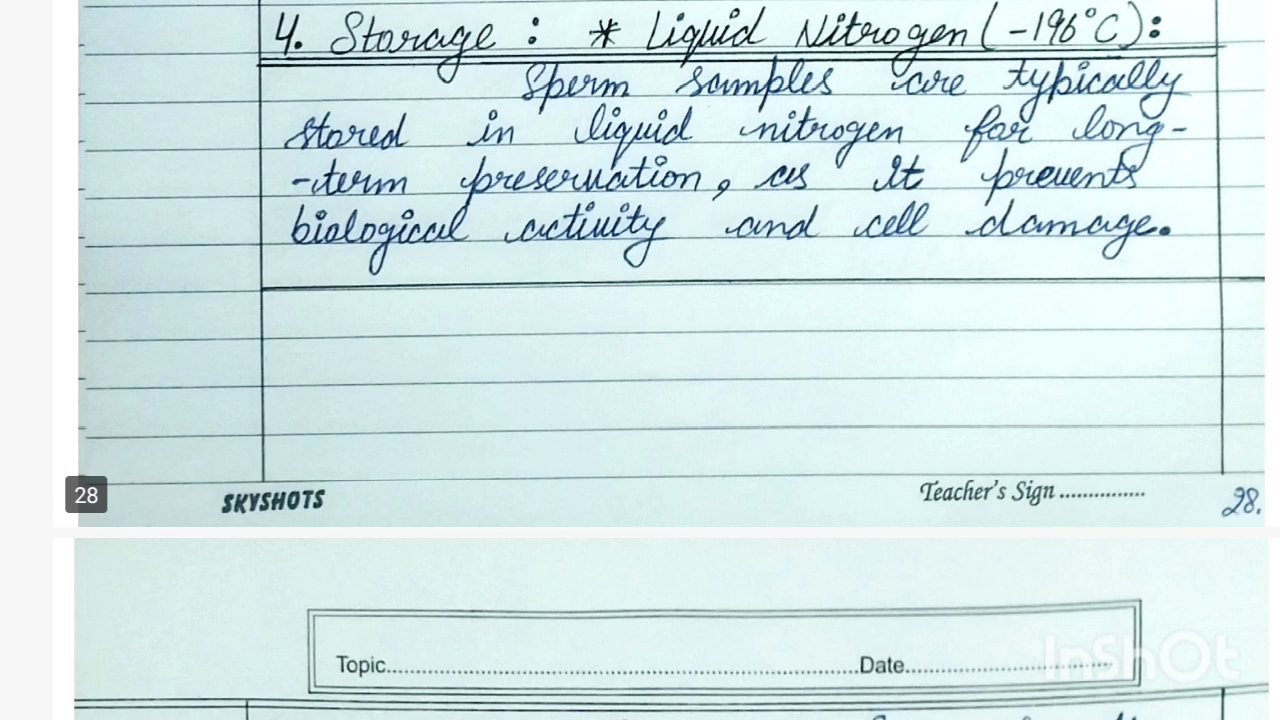 4. Storage : * Liquid Nitrogen (-196°C):
Sperm samples are typically
stored in liquid nitrogen for long-
-term preservation, as it prevents
biological activity and cell damage.
28
SKYSHOTS
Teacher's Sign ...............
28.
Topic.....................................................................Date...............................
InShOt